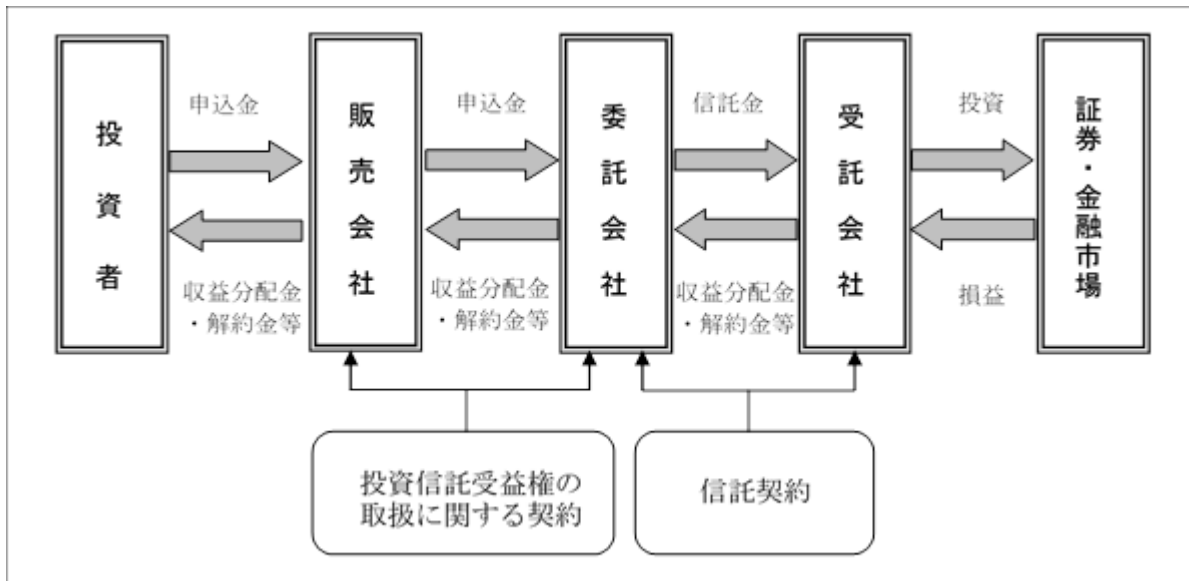 投資者
申込金
収益分配金
・解約金等
販売会社
申込金
収益分配金
・解約金等
委託会社
信託金
収益分配金
・解約金等
受託会社
投資
損益
証券・金融市場
投資信託受益権の
取扱に関する契約
信託契約